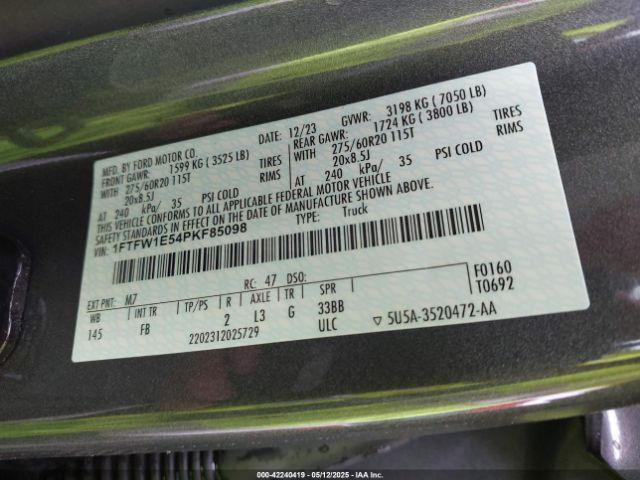 MFD. BY FORD MOTOR CO.
DATE: 12/23 GVWR: 3198 KG ( 7050 LB)
FRONT GAWR: 1599 KG ( 3525 LB)
REAR GAWR: 1724 KG ( 3800 LB)
WITH 275/60R20 115T TIRES
WITH 275/60R20 115T TIRES
20x8.5J RIMS
20x8.5J RIMS
AT 240 kPa/ 35 PSI COLD
AT 240 kPa/ 35 PSI COLD
THIS VEHICLE CONFORMS TO ALL APPLICABLE FEDERAL MOTOR VEHICLE
SAFETY STANDARDS IN EFFECT ON THE DATE OF MANUFACTURE SHOWN ABOVE.
VIN: 1FTFW1E54PKF85098 TYPE: Truck
EXT PNT: M7 RC: 47 DSO: F0160
WB INT TR TP/PS R AXLE TR SPR T0692
145 FB 2 L3 G 33BB
2202312025729 ULC ▽ 5U5A-3520472-AA
000-42240419 • 05/12/2025 • IAA Inc.